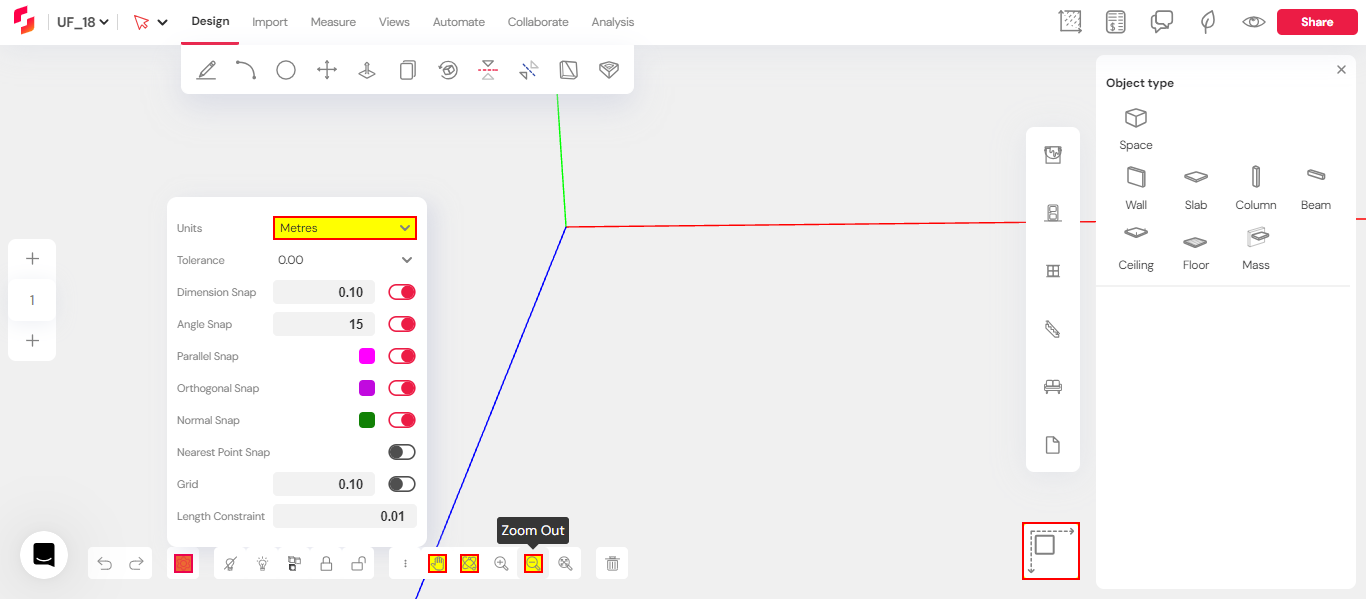 UF_18
Design
Import
Measure
Views
Automate
Collaborate
Analysis
Share
Object type
Space
Wall
Slab
Column
Beam
Ceiling
Floor
Mass
Units
Metres
Tolerance
0.00
Dimension Snap
0.10
Angle Snap
15
Parallel Snap
Orthogonal Snap
Normal Snap
Nearest Point Snap
Grid
0.10
Length Constraint
0.01
1
Zoom Out